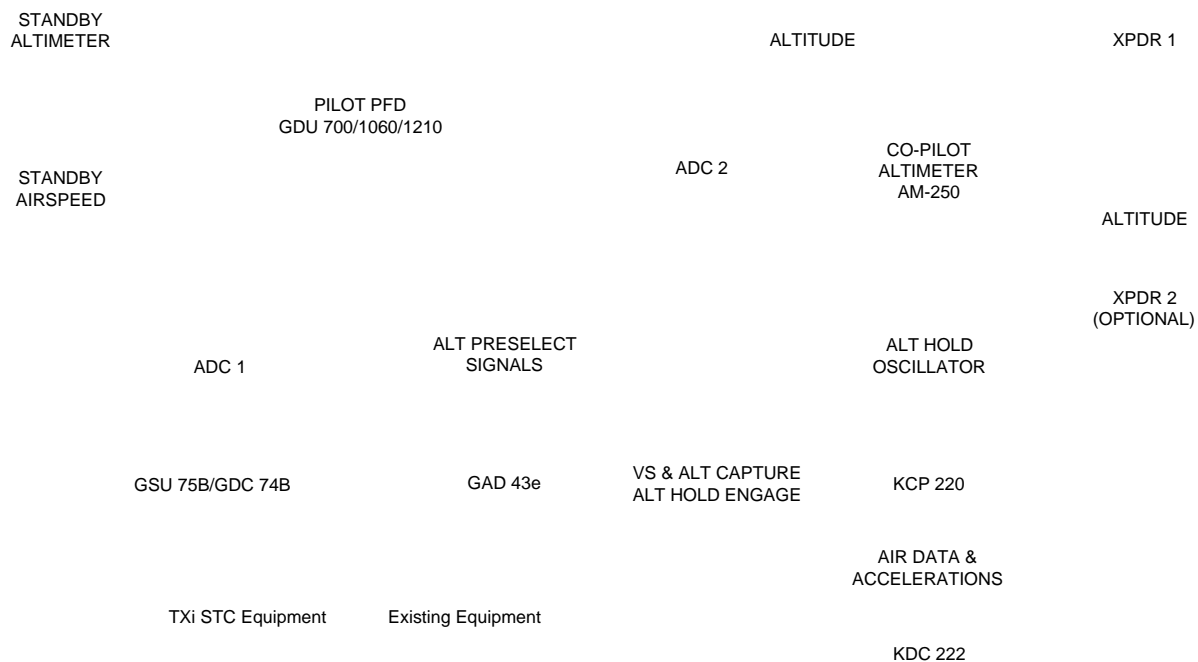 STANDBY
ALTIMETER
ALTITUDE
XPDR 1
PILOT PFD
GDU 700/1060/1210
ADC 2
CO-PILOT
ALTIMETER
AM-250
STANDBY
AIRSPEED
ALTITUDE
XPDR 2
(OPTIONAL)
ADC 1
ALT PRESELECT
SIGNALS
ALT HOLD
OSCILLATOR
GSU 75B/GDC 74B
GAD 43e
VS & ALT CAPTURE
ALT HOLD ENGAGE
KCP 220
AIR DATA &
ACCELERATIONS
TXi STC Equipment
Existing Equipment
KDC 222